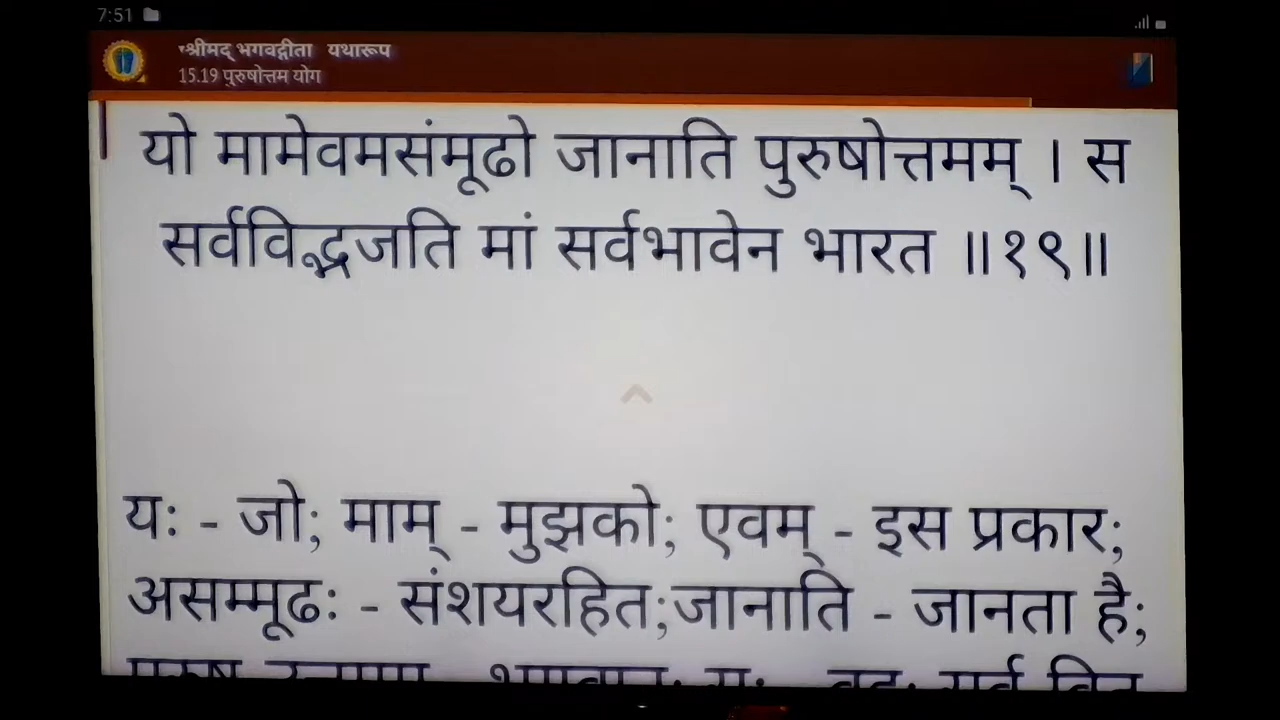 7:51
श्रीमद् भगवद्गीता यथारूप
15.19 पुरुषोत्तम योग
यो मामेवमसंमूढो जानाति पुरुषोत्तमम् । स
सर्वविद्भजति मां सर्वभावेन भारत ॥१९॥
यः - जो; माम् - मुझको; एवम् - इस प्रकार;
असम्मूढः - संशयरहित;जानाति - जानता है;